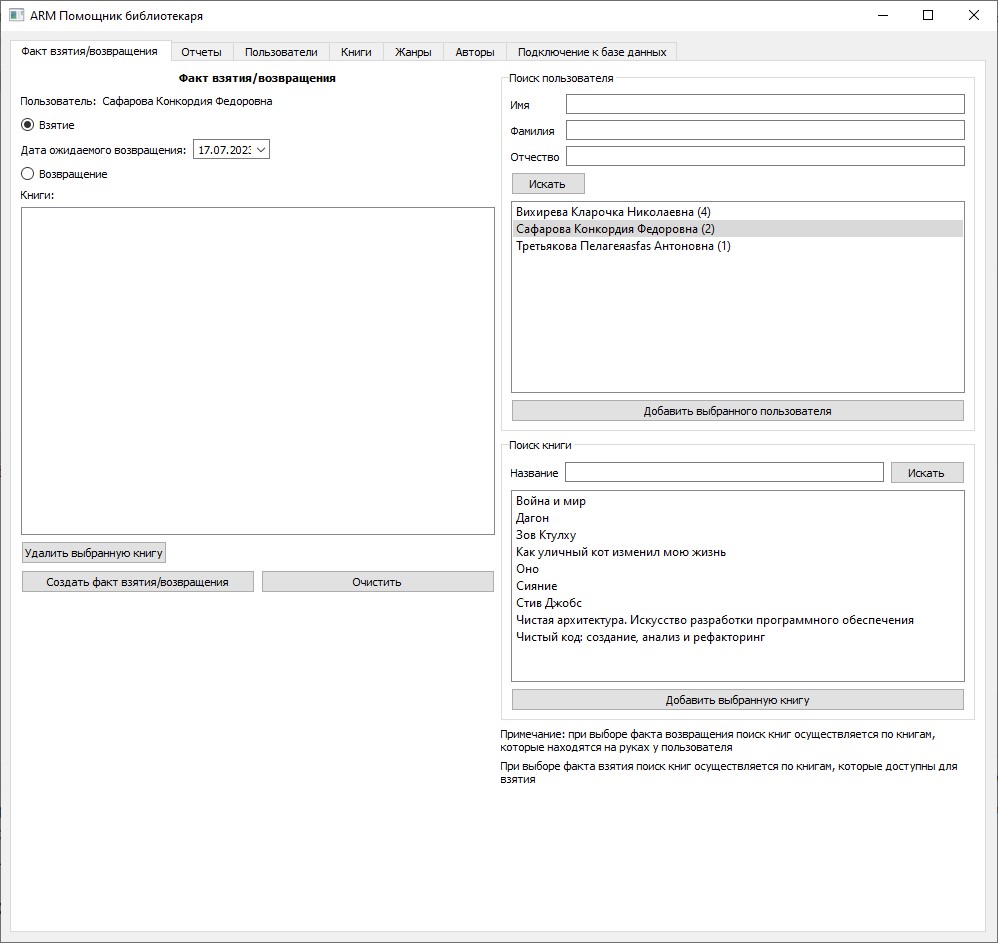 ARM Помощник библиотекаря
Факт взятия/возвращения
Отчеты
Пользователи
Книги
Жанры
Авторы
Подключение к базе данных
Факт взятия/возвращения
Пользователь: Сафарова Конкордия Федоровна
Взятие
Дата ожидаемого возвращения: 17.07.2023
Возвращение
Книги:
Удалить выбранную книгу
Создать факт взятия/возвращения
Очистить
Поиск пользователя
Имя
Фамилия
Отчество
Искать
Вихирева Кларочка Николаевна (4)
Сафарова Конкордия Федоровна (2)
Третьякова Пелагеяasfas Антоновна (1)
Добавить выбранного пользователя
Поиск книги
Название
Искать
Война и мир
Дагон
Зов Ктулху
Как уличный кот изменил мою жизнь
Оно
Сияние
Стив Джобс
Чистая архитектура. Искусство разработки программного обеспечения
Чистый код: создание, анализ и рефакторинг
Добавить выбранную книгу
Примечание: при выборе факта возвращения поиск книг осуществляется по книгам,
которые находятся на руках у пользователя
При выборе факта взятия поиск книг осуществляется по книгам, которые доступны для
взятия